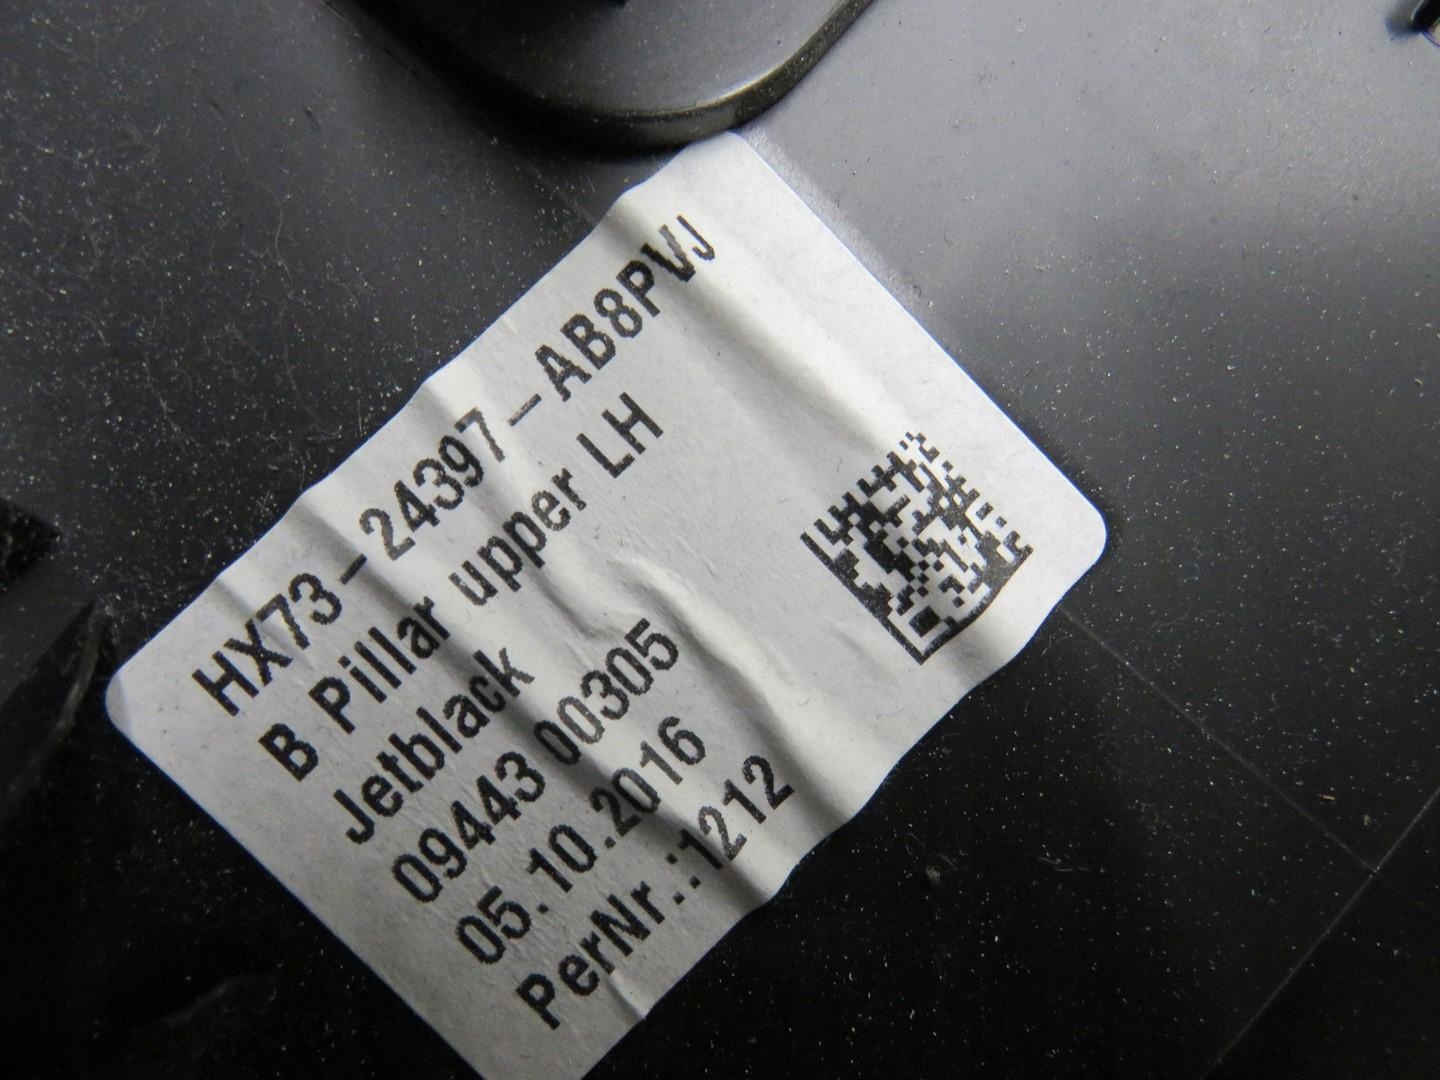 HX73-24397-AB8PVJ
B Pillar upper LH
Jetblack
09443 00305
05.10.2016
PerNr.:1212